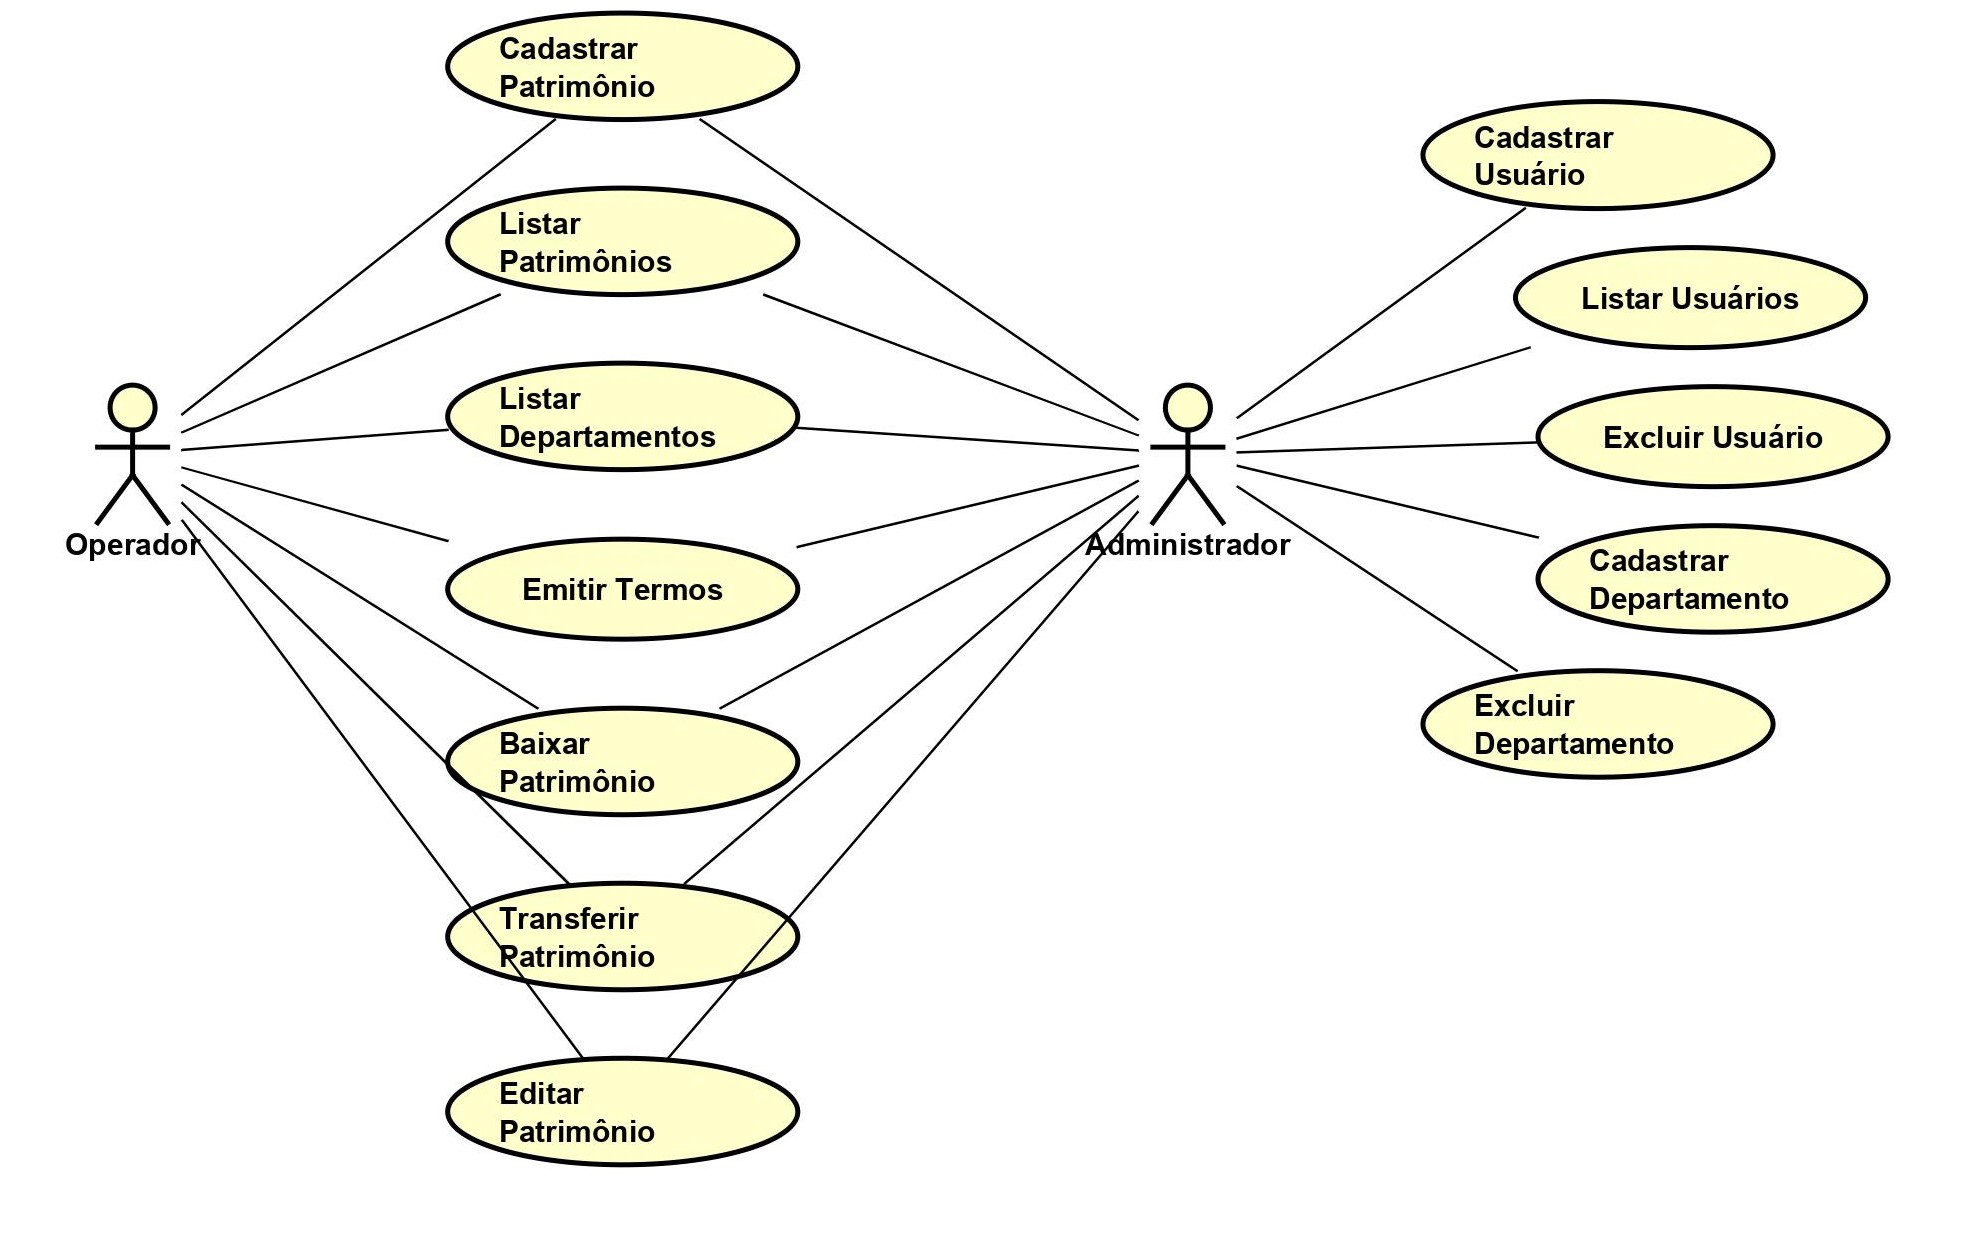 Cadastrar
Patrimônio
Listar
Patrimônios
Listar
Departamentos
Emitir Termos
Baixar
Patrimônio
Transferir
Patrimônio
Editar
Patrimônio
Operador
Administrador
Cadastrar
Usuário
Listar Usuários
Excluir Usuário
Cadastrar
Departamento
Excluir
Departamento